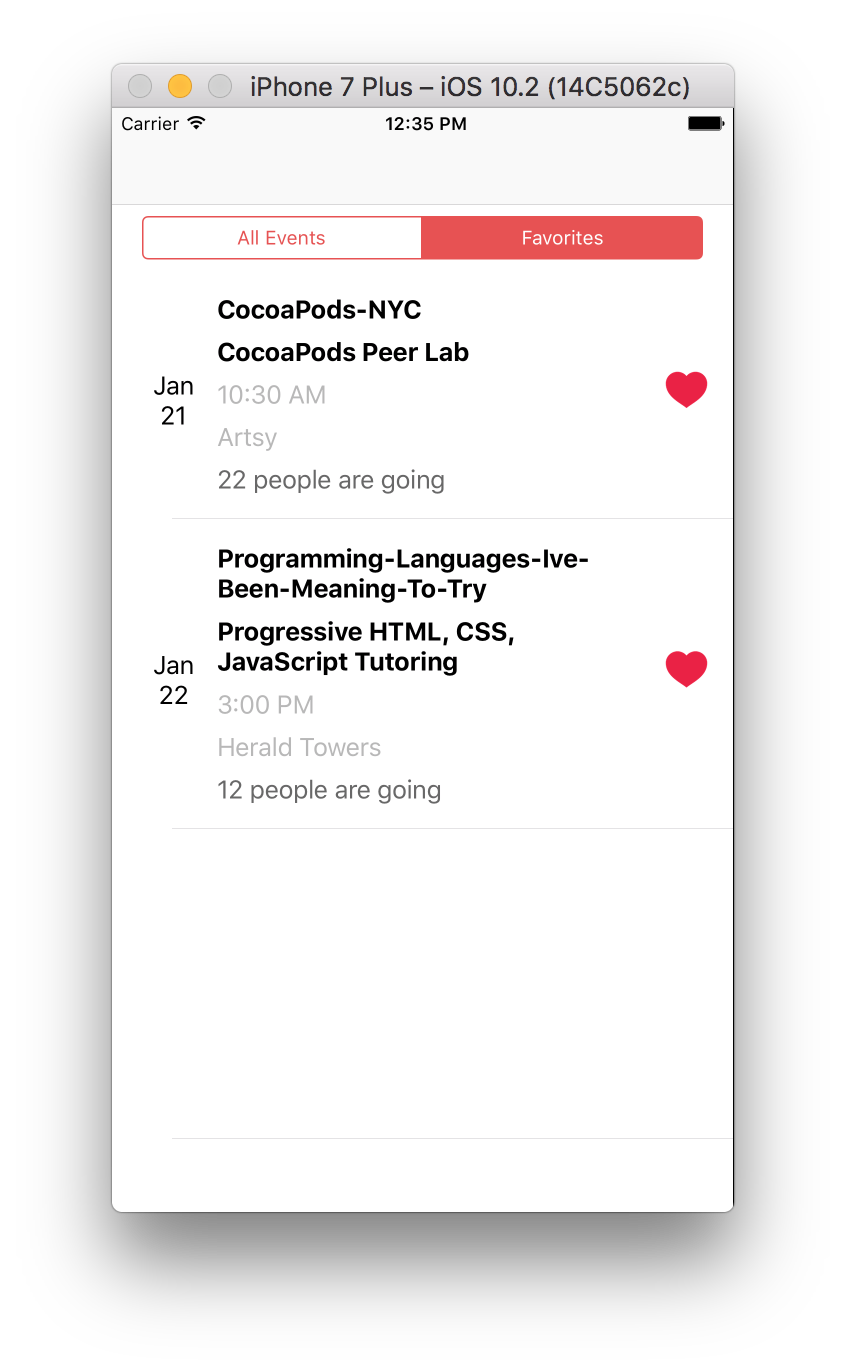 iPhone 7 Plus – iOS 10.2 (14C5062c)
Carrier 12:35 PM
All Events Favorites
CocoaPods-NYC
CocoaPods Peer Lab
Jan
21
10:30 AM
Artsy
22 people are going
Programming-Languages-Ive-
Been-Meaning-To-Try
Progressive HTML, CSS,
JavaScript Tutoring
Jan
22
3:00 PM
Herald Towers
12 people are going